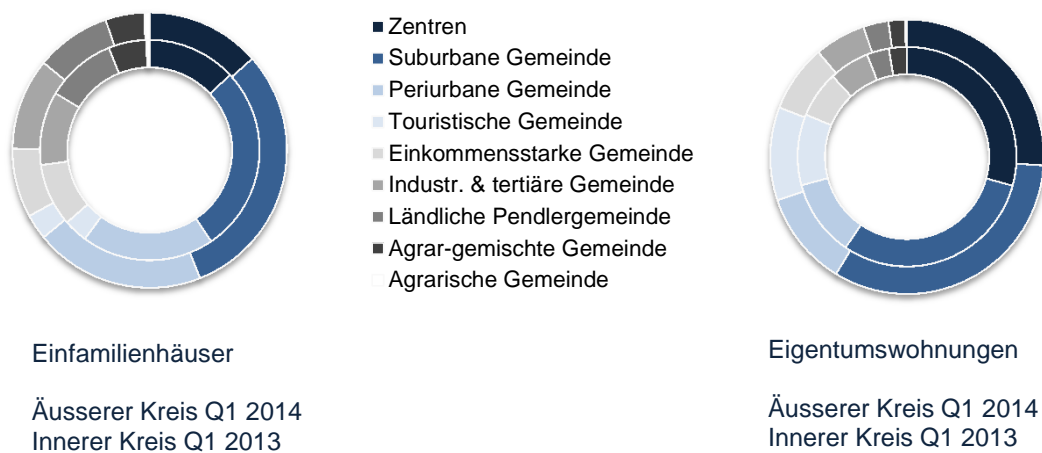 Zentren
Suburbane Gemeinde
Periurbane Gemeinde
Touristische Gemeinde
Einkommensstarke Gemeinde
Industr. & tertiäre Gemeinde
Ländliche Pendlergemeinde
Agrar-gemischte Gemeinde
Agrarische Gemeinde
Einfamilienhäuser
Äusserer Kreis Q1 2014
Innerer Kreis Q1 2013
Eigentumswohnungen
Äusserer Kreis Q1 2014
Innerer Kreis Q1 2013